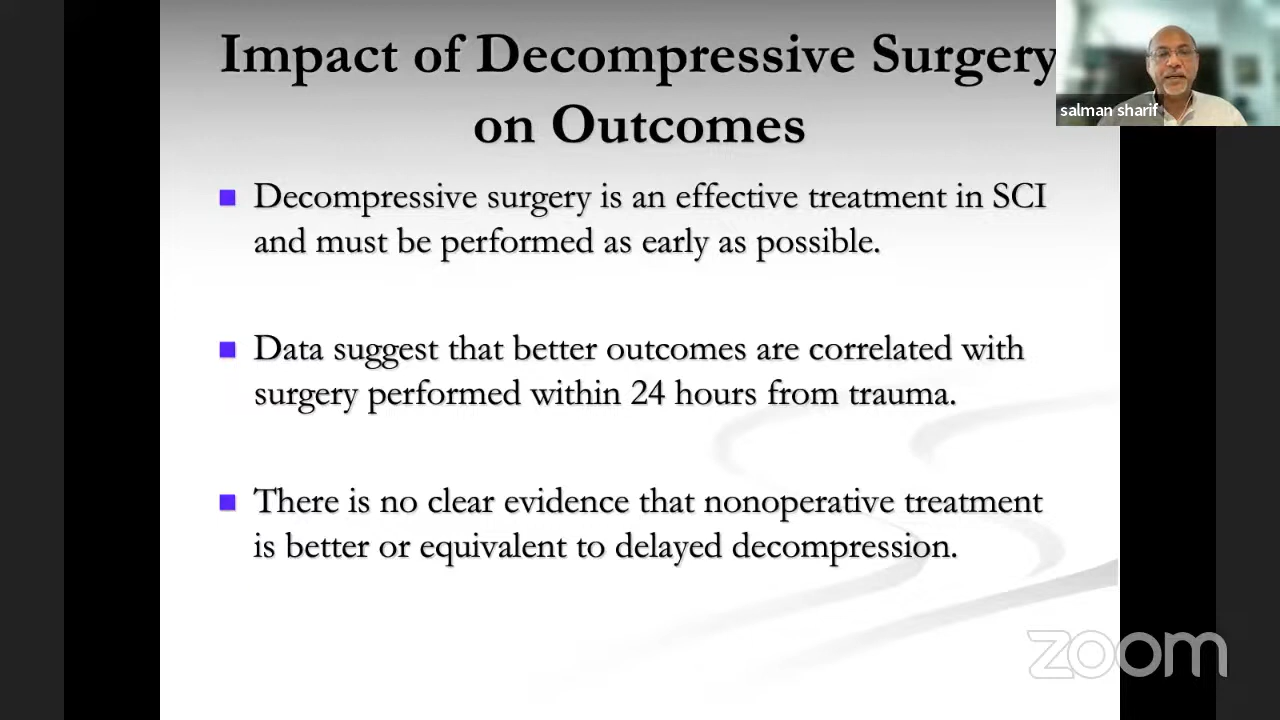 Impact of Decompressive Surgery
on Outcomes
salman sharif
Decompressive surgery is an effective treatment in SCI
and must be performed as early as possible.
Data suggest that better outcomes are correlated with
surgery performed within 24 hours from trauma.
There is no clear evidence that nonoperative treatment
is better or equivalent to delayed decompression.
zoom